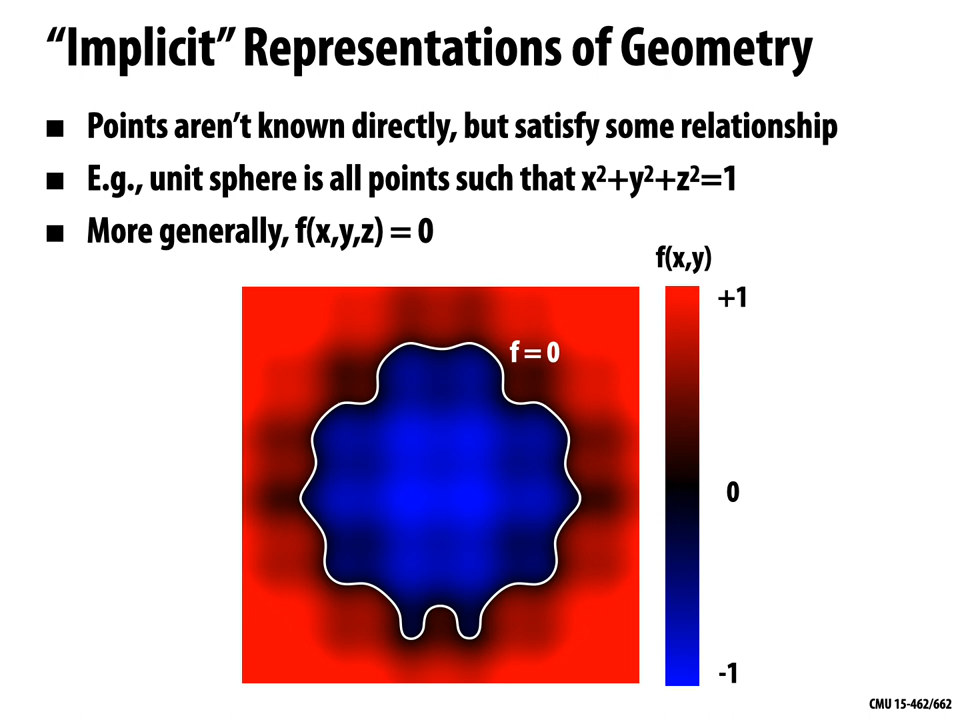 “Implicit” Representations of Geometry
■ Points aren’t known directly, but satisfy some relationship
■ E.g., unit sphere is all points such that x²+y²+z²=1
■ More generally, f(x,y,z) = 0
f(x,y)
+1
f = 0
0
-1
CMU 15-462/662